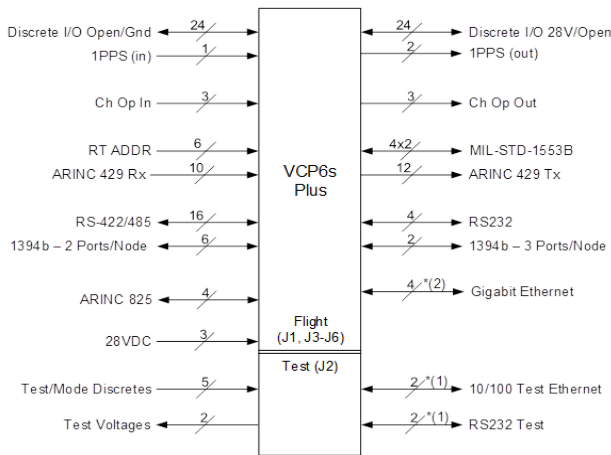 Discrete I/O Open/Gnd 24 24 Discrete I/O 28V/Open
1PPS (in) 1 2 1PPS (out)
Ch Op In 3 3 Ch Op Out
RT ADDR 6 4x2 MIL-STD-1553B
VCP6s
Plus
ARINC 429 Rx 10 12 ARINC 429 Tx
RS-422/485 16 4 RS232
1394b – 2 Ports/Node 6 2 1394b – 3 Ports/Node
ARINC 825 4 4 *(2) Gigabit Ethernet
Flight
(J1, J3-J6)
28VDC 3
Test (J2)
Test/Mode Discretes 5 2 *(1) 10/100 Test Ethernet
Test Voltages 2 2 *(1) RS232 Test